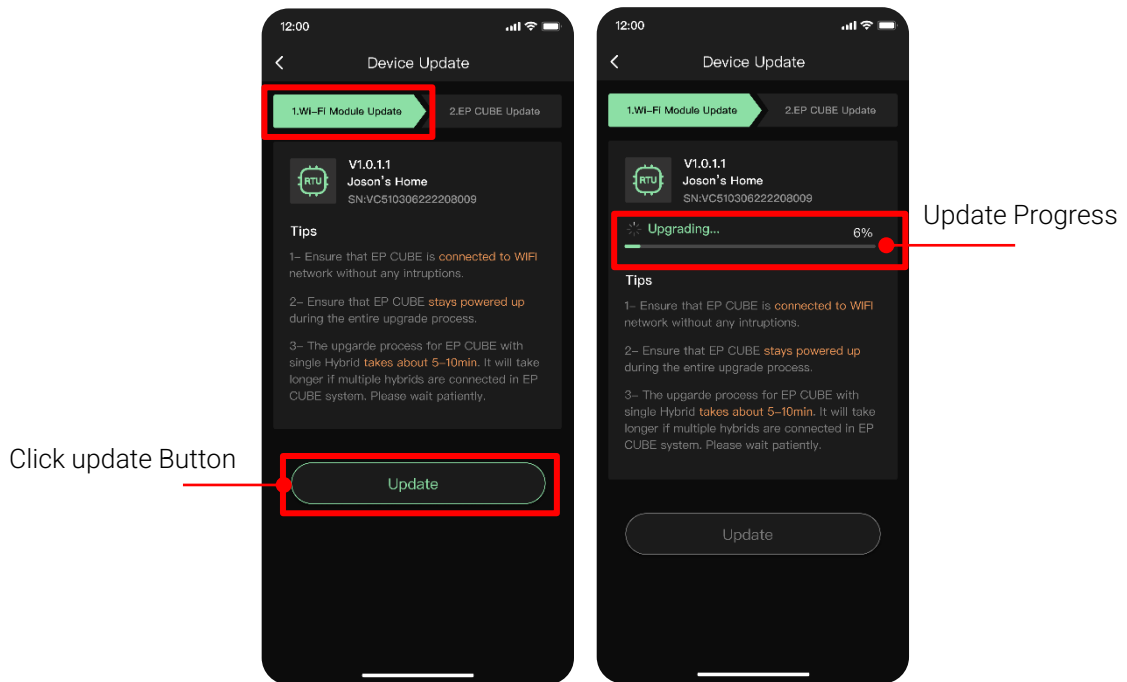 12:00
Device Update
1.Wi-Fi Module Update
2.EP CUBE Update
RTU
V1.0.1.1
Joson's Home
SN:VC510306222208009
Tips
1– Ensure that EP CUBE is connected to WIFI
network without any intruptions.
2– Ensure that EP CUBE stays powered up
during the entire upgrade process.
3– The upgarde process for EP CUBE with
single Hybrid takes about 5–10min. It will take
longer if multiple hybrids are connected in EP
CUBE system. Please wait patiently.
Click update Button
Update
12:00
Device Update
1.Wi-Fi Module Update
2.EP CUBE Update
RTU
V1.0.1.1
Joson's Home
SN:VC510306222208009
Upgrading...
6%
Update Progress
Tips
1– Ensure that EP CUBE is connected to WIFI
network without any intruptions.
2– Ensure that EP CUBE stays powered up
during the entire upgrade process.
3– The upgarde process for EP CUBE with
single Hybrid takes about 5–10min. It will take
longer if multiple hybrids are connected in EP
CUBE system. Please wait patiently.
Update